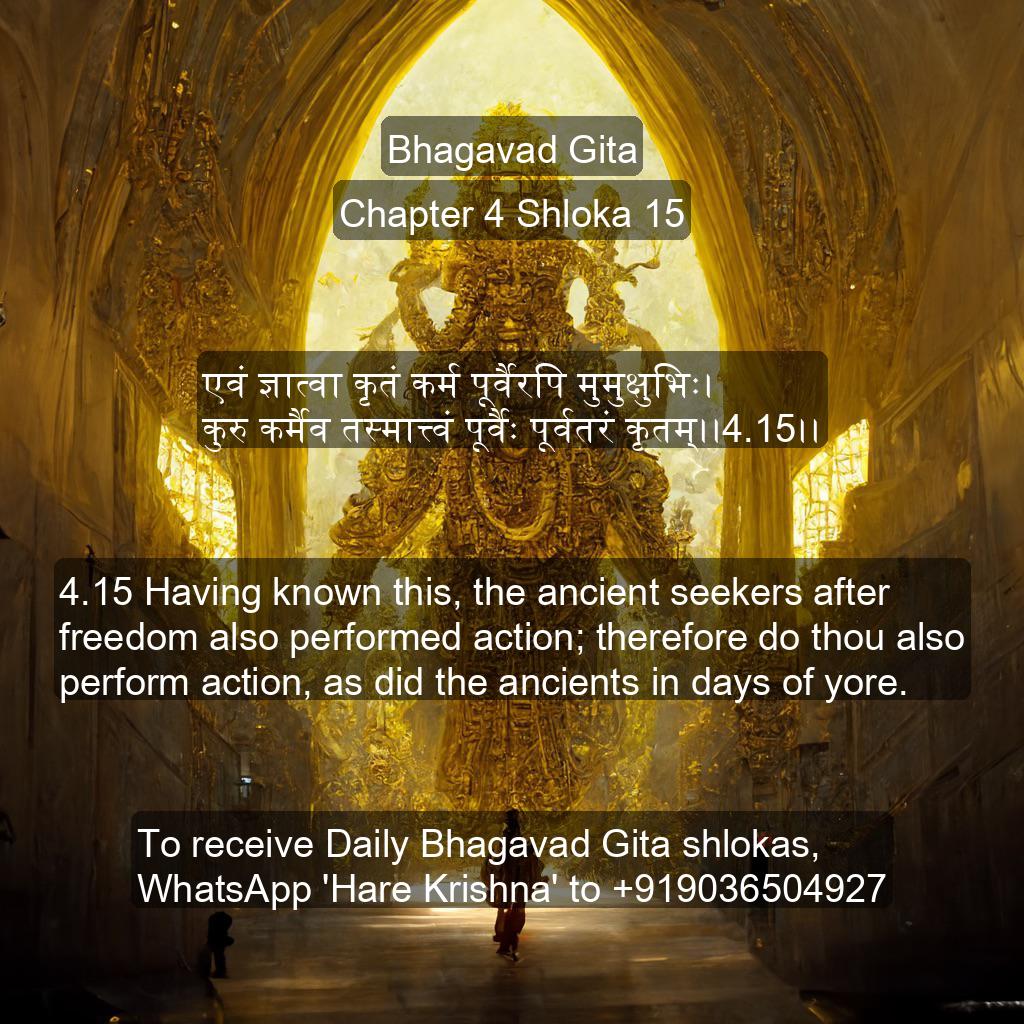 Bhagavad Gita
Chapter 4 Shloka 15
एवं ज्ञात्वा कृतं कर्म पूर्वैरपि मुमुक्षुभिः।
कुरु कर्मैव तस्मात्त्वं पूर्वैः पूर्वतरं कृतम्।।4.15।।
4.15 Having known this, the ancient seekers after
freedom also performed action; therefore do thou also
perform action, as did the ancients in days of yore.
To receive Daily Bhagavad Gita shlokas,
WhatsApp 'Hare Krishna' to +919036504927